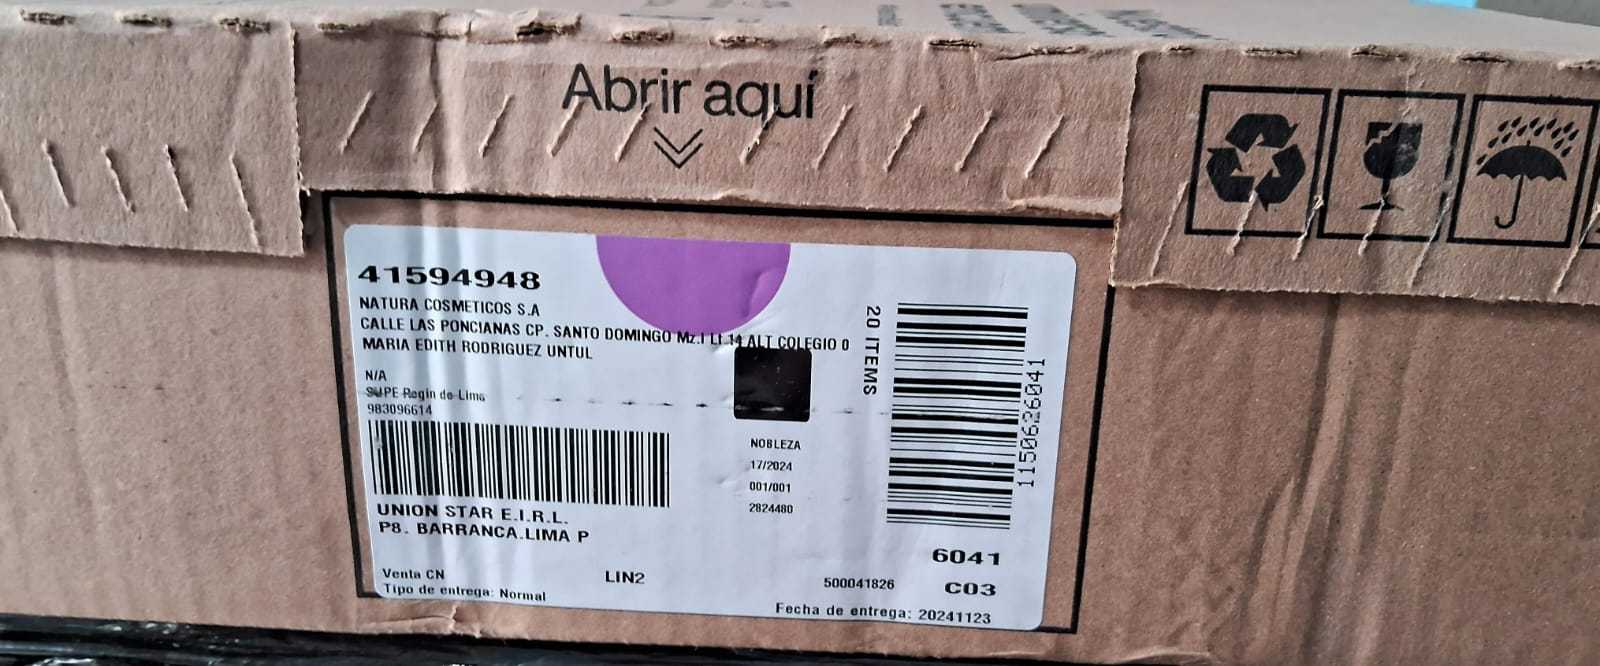 Abrir aquí
41594948
NATURA COSMETICOS S.A
CALLE LAS PONCIANAS CP. SANTO DOMINGO Mz.I Lt.14 ALT COLEGIO 0
MARIA EDITH RODRIGUEZ UNTUL
N/A
SUPE Regin de Lima
983096614
20 ITEMS
1150626041
NOBLEZA
17/2024
001/001
2824480
UNION STAR E.I.R.L.
P8. BARRANCA.LIMA P
6041
Venta CN
LIN2
500041826
C03
Tipo de entrega: Normal
Fecha de entrega: 20241123